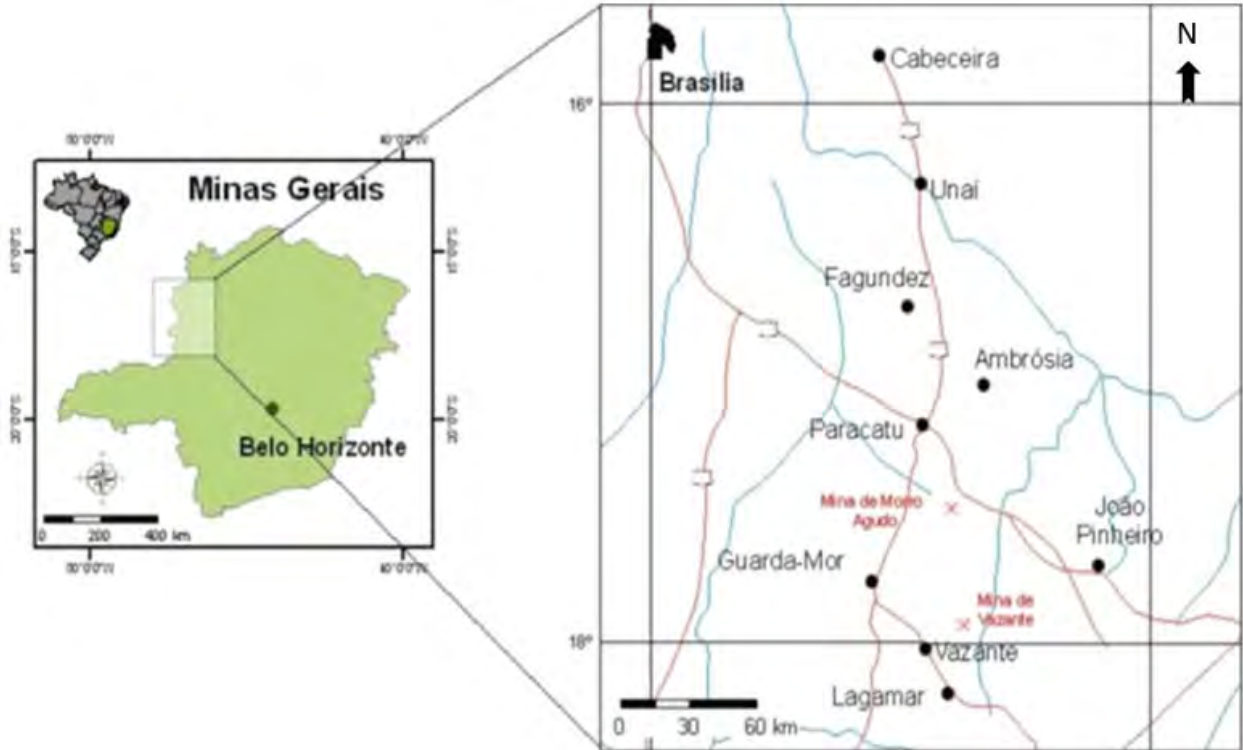 Minas Gerais
Belo Horizonte
0 200 400 km
N
Brasília
Cabeceira
16°
Unaí
Fagundez
Ambrósia
Paracatu
Mina de Morro
Agudo
João
Pinheiro
Guarda-Mor
Mina de
Vazante
18°
Vazante
Lagamar
0 30 60 km